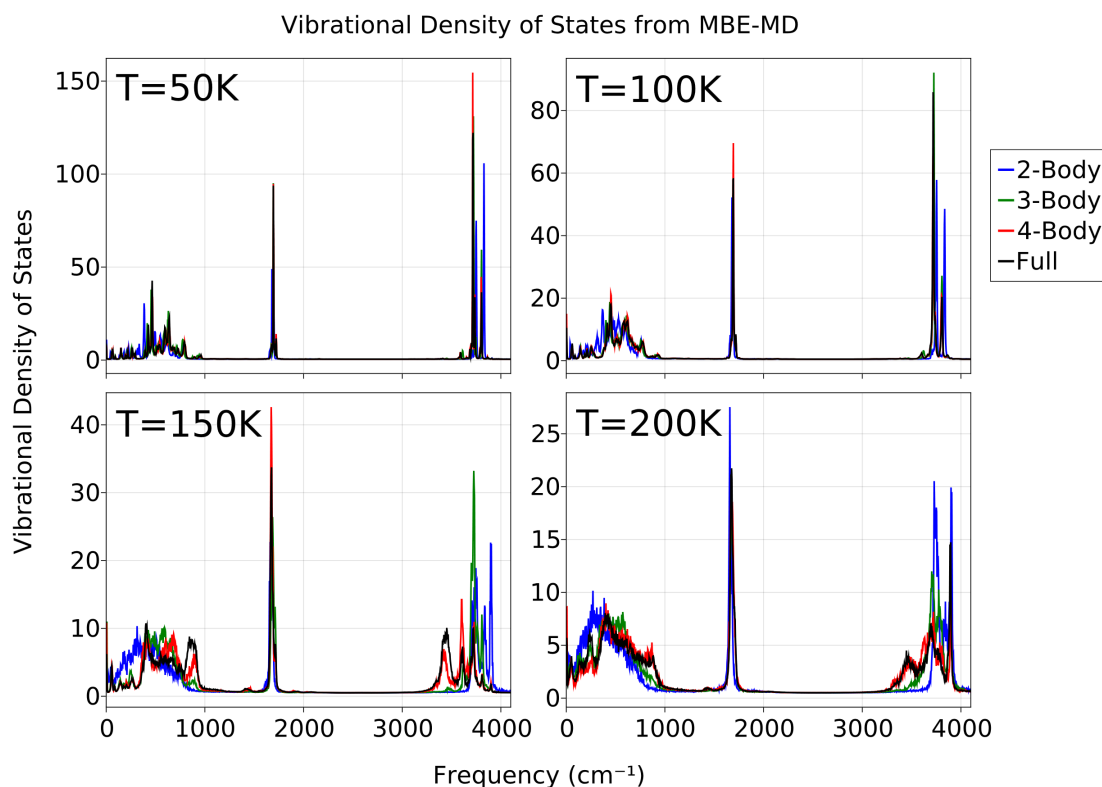 Vibrational Density of States from MBE-MD
Vibrational Density of States
T=50K
150
100
50
0
T=100K
80
60
40
20
0
2-Body
3-Body
4-Body
Full
T=150K
40
30
20
10
0
0 1000 2000 3000 4000
T=200K
25
20
15
10
5
0
0 1000 2000 3000 4000
Frequency (cm⁻¹)